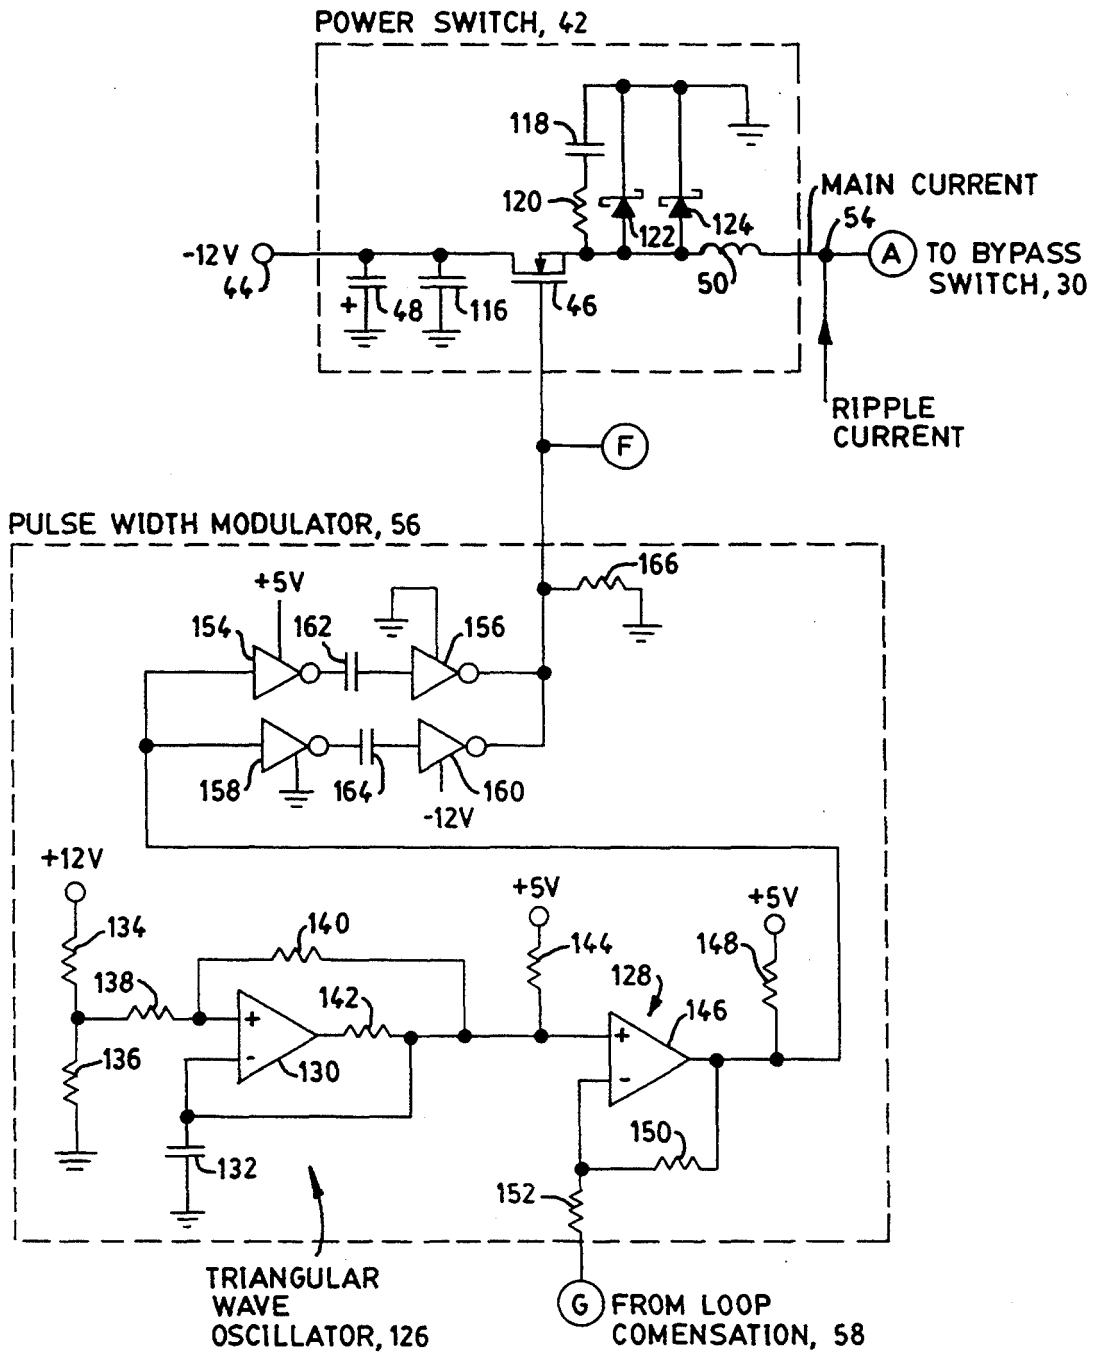 POWER SWITCH, 42
118
120
122
124
MAIN CURRENT
54
-12V
44
+
48
116
46
50
A
TO BYPASS
SWITCH, 30
RIPPLE
CURRENT
F
PULSE WIDTH MODULATOR, 56
166
+5V
154
162
156
158
164
160
-12V
+12V
134
138
136
140
142
+
-
130
132
+5V
144
128
146
+
-
+5V
148
150
152
TRIANGULAR
WAVE
OSCILLATOR, 126
G
FROM LOOP
COMENSATION, 58